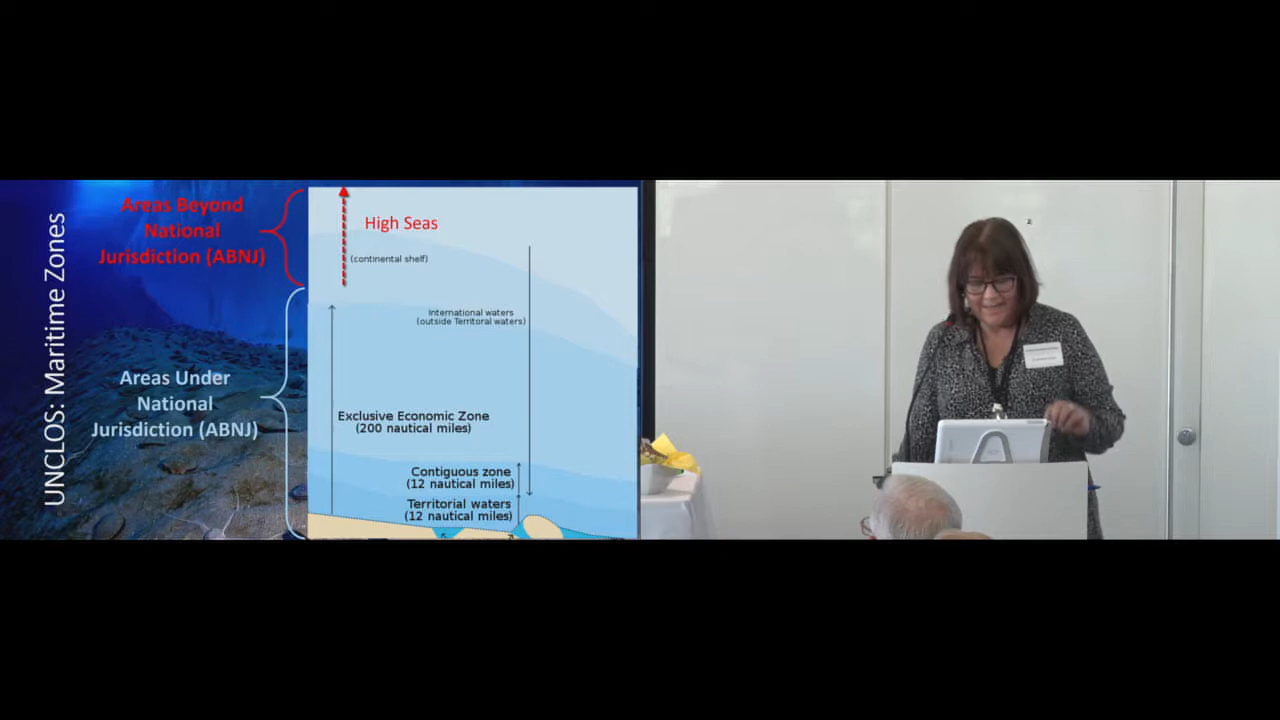 UNCLOS: Maritime Zones
Areas Beyond
National
Jurisdiction (ABNJ)
High Seas
(continental shelf)
International waters
(outside Territoral waters)
Areas Under
National
Jurisdiction (ABNJ)
Exclusive Economic Zone
(200 nautical miles)
Contiguous zone
(12 nautical miles)
Territorial waters
(12 nautical miles)